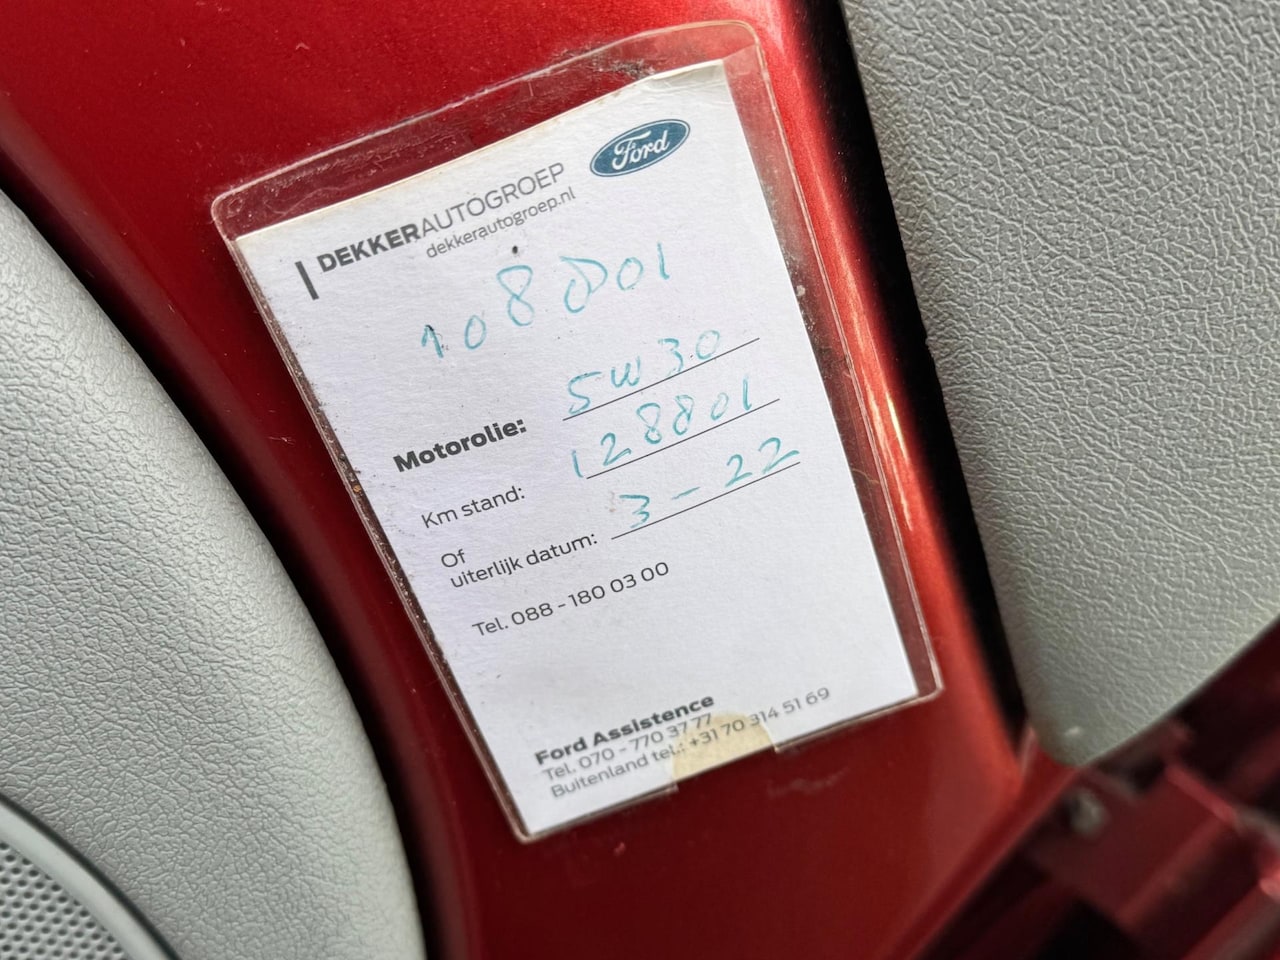 Ford
DEKKERAUTOGROEP
dekkerautogroep.nl
108801
Motorolie: 5W30
Km stand: 128801
Of
uiterlijk datum: 3-22
Tel. 088 - 180 03 00
Ford Assistence
Tel. 070 - 770 37 77
Buitenland tel.: +31 70 314 51 69